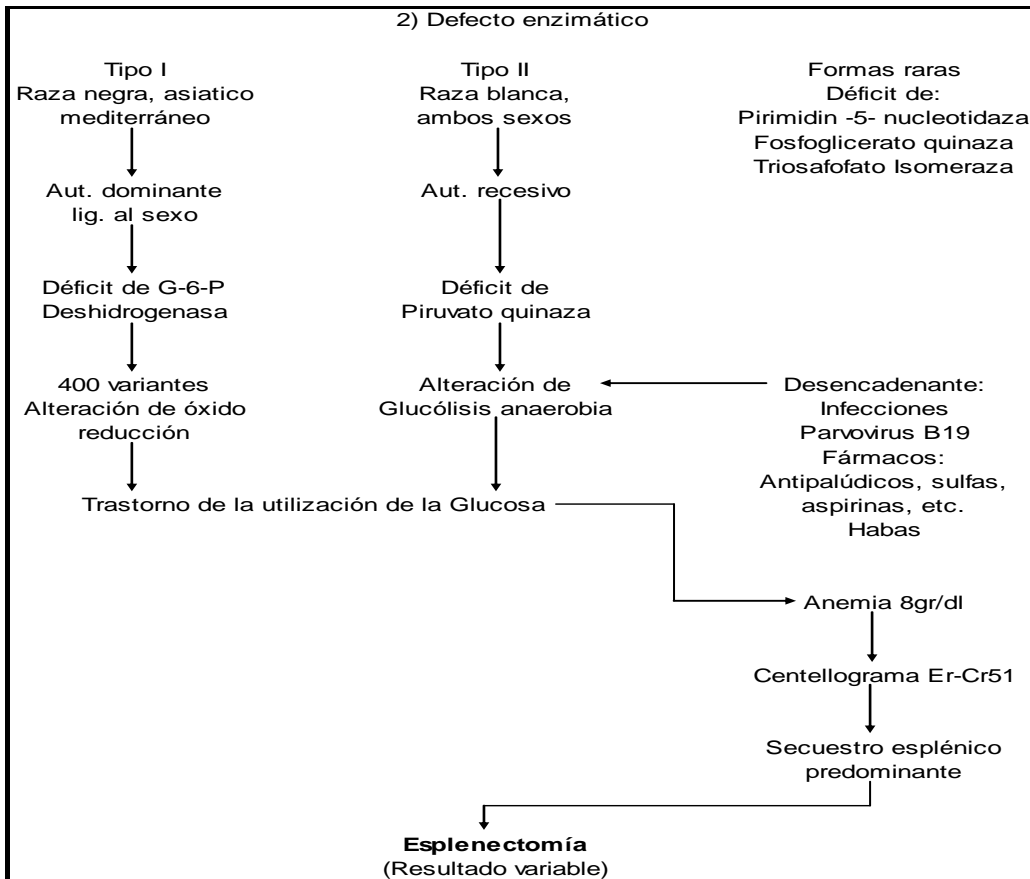 2) Defecto enzimático
Tipo I
Raza negra, asiatico
mediterráneo
Aut. dominante
lig. al sexo
Déficit de G-6-P
Deshidrogenasa
400 variantes
Alteración de óxido
reducción
Tipo II
Raza blanca,
ambos sexos
Aut. recesivo
Déficit de
Piruvato quinaza
Alteración de
Glucólisis anaerobia
Formas raras
Déficit de:
Pirimidin -5- nucleotidaza
Fosfoglicerato quinaza
Triosafofato Isomeraza
Desencadenante:
Infecciones
Parvovirus B19
Fármacos:
Antipalúdicos, sulfas,
aspirinas, etc.
Habas
Trastorno de la utilización de la Glucosa
Anemia 8gr/dl
Centellograma Er-Cr51
Secuestro esplénico
predominante
Esplenectomía
(Resultado variable)